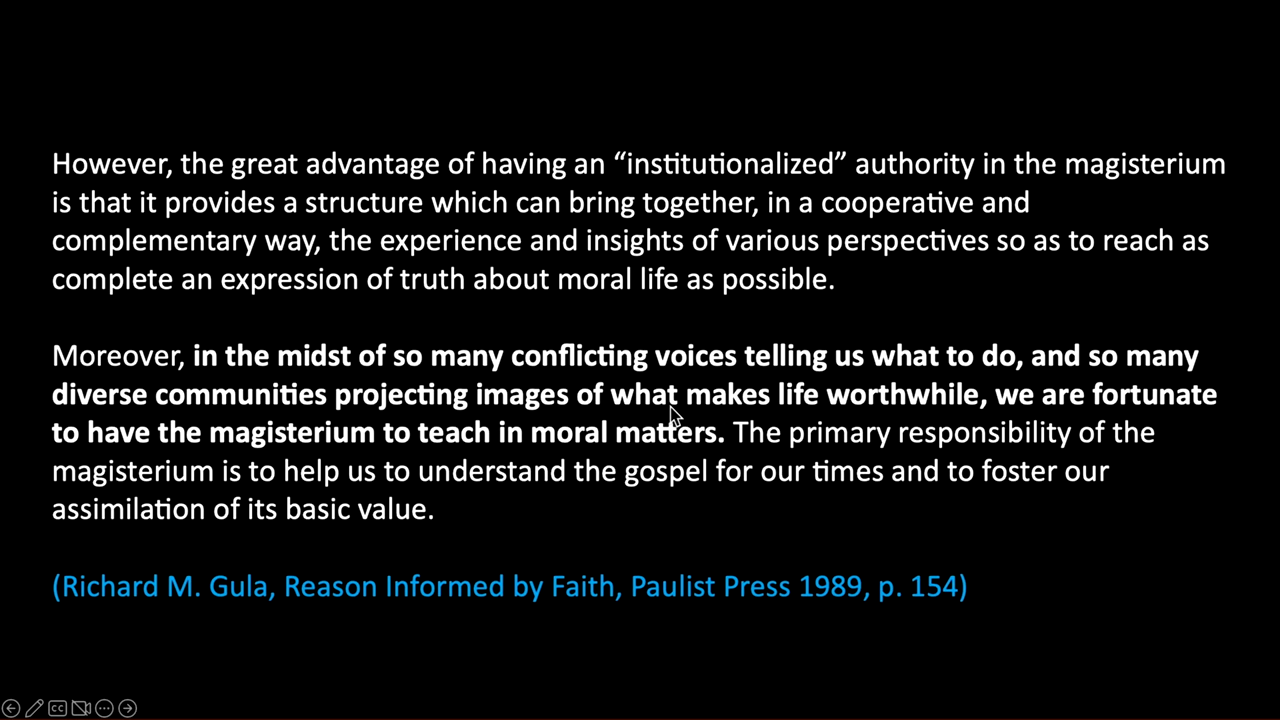 However, the great advantage of having an “institutionalized” authority in the magisterium
is that it provides a structure which can bring together, in a cooperative and
complementary way, the experience and insights of various perspectives so as to reach as
complete an expression of truth about moral life as possible.
Moreover, in the midst of so many conflicting voices telling us what to do, and so many
diverse communities projecting images of what makes life worthwhile, we are fortunate
to have the magisterium to teach in moral matters. The primary responsibility of the
magisterium is to help us to understand the gospel for our times and to foster our
assimilation of its basic value.
(Richard M. Gula, Reason Informed by Faith, Paulist Press 1989, p. 154)
CC